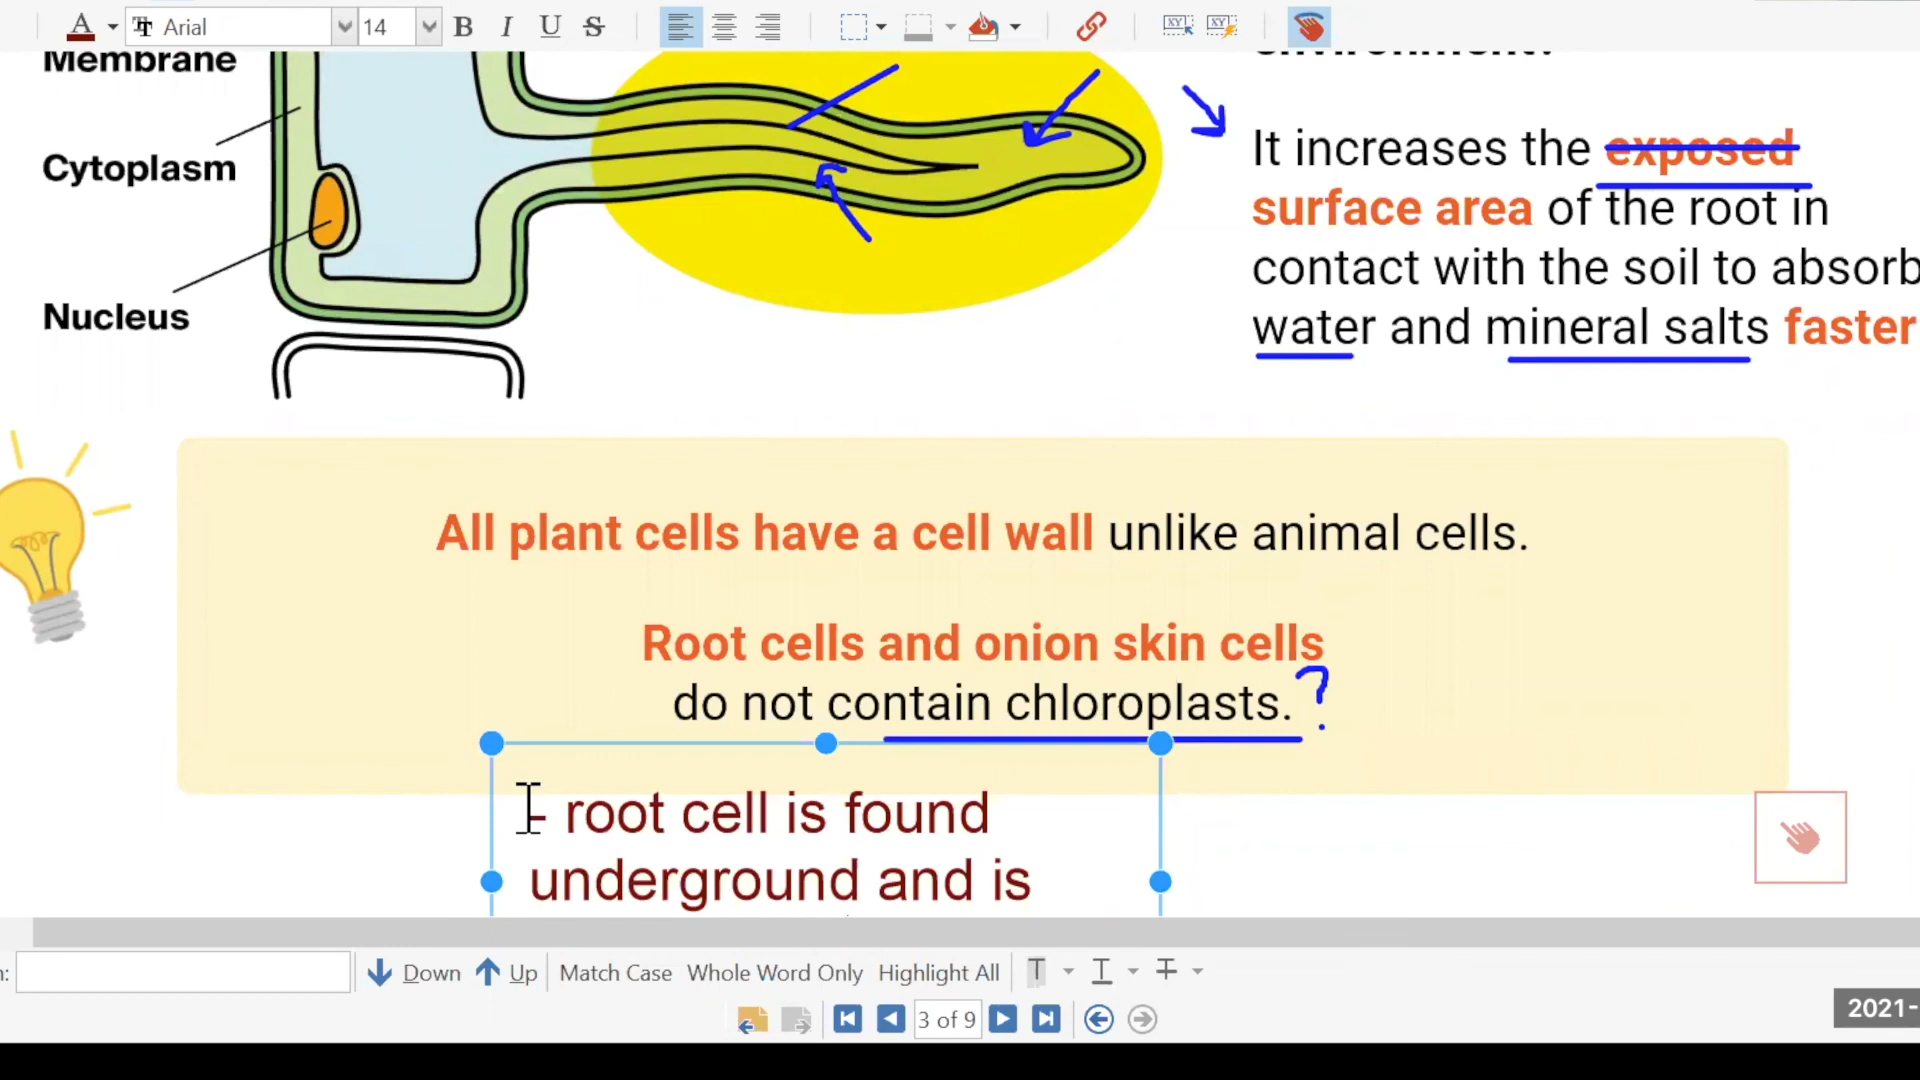 Arial
14
B I U S
Membrane
Cytoplasm
Nucleus
environment.
It increases the exposed
surface area of the root in
contact with the soil to absorb
water and mineral salts faster
All plant cells have a cell wall unlike animal cells.
Root cells and onion skin cells
do not contain chloroplasts. ?
- root cell is found
underground and is
Down Up Match Case Whole Word Only Highlight All
3 of 9
2021-